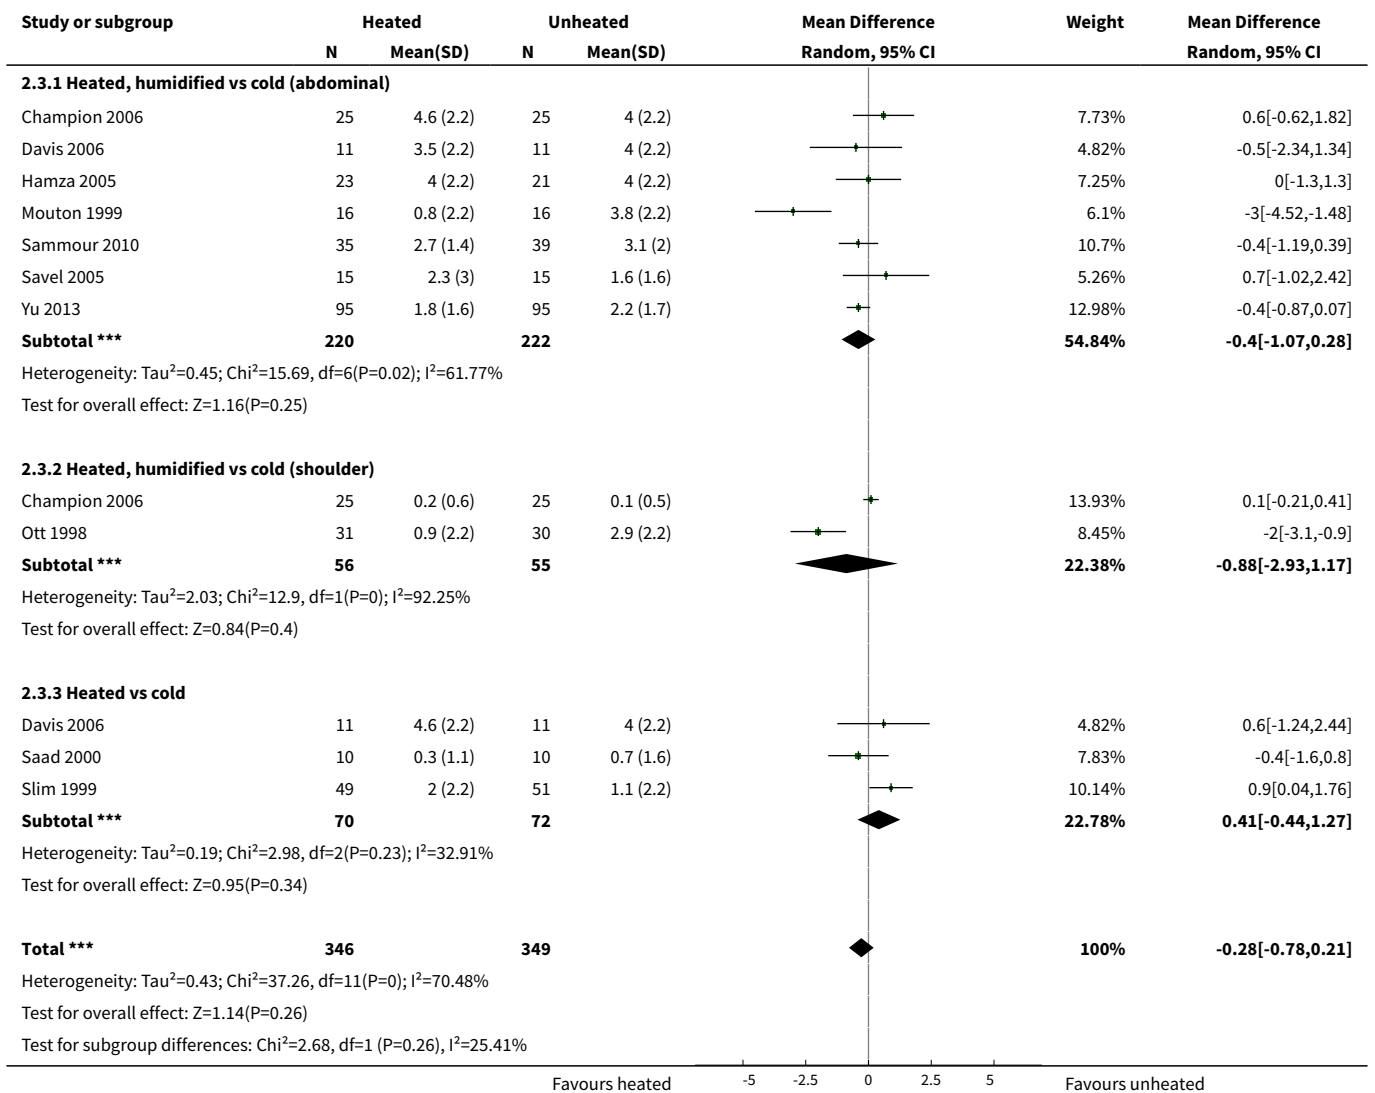 Study or subgroup Heated Unheated Mean Difference Weight Mean Difference
N Mean(SD) N Mean(SD) Random, 95% CI Random, 95% CI
2.3.1 Heated, humidified vs cold (abdominal)
Champion 2006 25 4.6 (2.2) 25 4 (2.2) 7.73% 0.6[-0.62,1.82]
Davis 2006 11 3.5 (2.2) 11 4 (2.2) 4.82% -0.5[-2.34,1.34]
Hamza 2005 23 4 (2.2) 21 4 (2.2) 7.25% 0[-1.3,1.3]
Mouton 1999 16 0.8 (2.2) 16 3.8 (2.2) 6.1% -3[-4.52,-1.48]
Sammour 2010 35 2.7 (1.4) 39 3.1 (2) 10.7% -0.4[-1.19,0.39]
Savel 2005 15 2.3 (3) 15 1.6 (1.6) 5.26% 0.7[-1.02,2.42]
Yu 2013 95 1.8 (1.6) 95 2.2 (1.7) 12.98% -0.4[-0.87,0.07]
Subtotal *** 220 222 54.84% -0.4[-1.07,0.28]
Heterogeneity: Tau²=0.45; Chi²=15.69, df=6(P=0.02); I²=61.77%
Test for overall effect: Z=1.16(P=0.25)
2.3.2 Heated, humidified vs cold (shoulder)
Champion 2006 25 0.2 (0.6) 25 0.1 (0.5) 13.93% 0.1[-0.21,0.41]
Ott 1998 31 0.9 (2.2) 30 2.9 (2.2) 8.45% -2[-3.1,-0.9]
Subtotal *** 56 55 22.38% -0.88[-2.93,1.17]
Heterogeneity: Tau²=2.03; Chi²=12.9, df=1(P=0); I²=92.25%
Test for overall effect: Z=0.84(P=0.4)
2.3.3 Heated vs cold
Davis 2006 11 4.6 (2.2) 11 4 (2.2) 4.82% 0.6[-1.24,2.44]
Saad 2000 10 0.3 (1.1) 10 0.7 (1.6) 7.83% -0.4[-1.6,0.8]
Slim 1999 49 2 (2.2) 51 1.1 (2.2) 10.14% 0.9[0.04,1.76]
Subtotal *** 70 72 22.78% 0.41[-0.44,1.27]
Heterogeneity: Tau²=0.19; Chi²=2.98, df=2(P=0.23); I²=32.91%
Test for overall effect: Z=0.95(P=0.34)
Total *** 346 349 100% -0.28[-0.78,0.21]
Heterogeneity: Tau²=0.43; Chi²=37.26, df=11(P=0); I²=70.48%
Test for overall effect: Z=1.14(P=0.26)
Test for subgroup differences: Chi²=2.68, df=1 (P=0.26), I²=25.41%
Favours heated -5 -2.5 0 2.5 5 Favours unheated